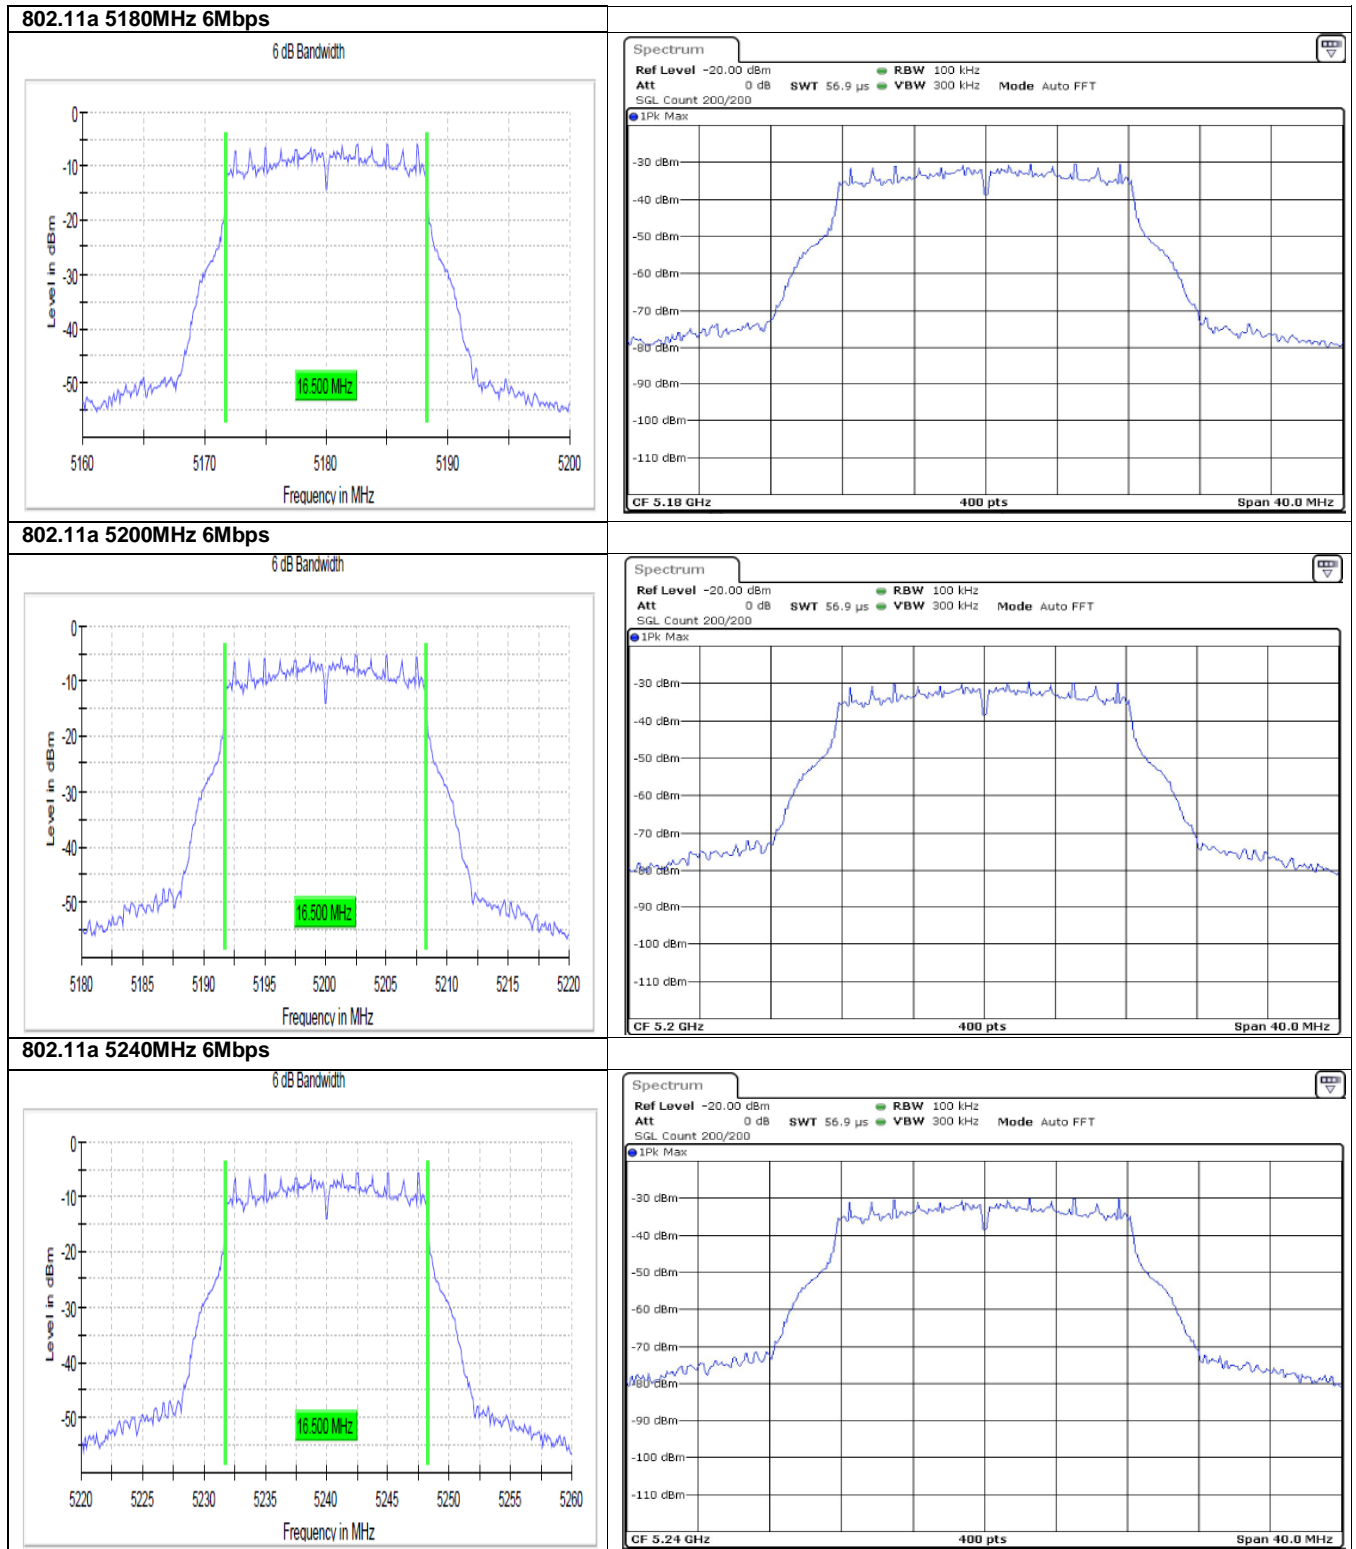 802.11a 5180MHz 6Mbps
6 dB Bandwidth
0
-10
-20
-30
-40
-50
Level in dBm
16.500 MHz
5160 5170 5180 5190 5200
Frequency in MHz
Spectrum
Ref Level -20.00 dBm RBW 100 kHz
Att 0 dB SWT 56.9 µs VBW 300 kHz Mode Auto FFT
SGL Count 200/200
1Pk Max
-30 dBm
-40 dBm
-50 dBm
-60 dBm
-70 dBm
-80 dBm
-90 dBm
-100 dBm
-110 dBm
CF 5.18 GHz 400 pts Span 40.0 MHz
802.11a 5200MHz 6Mbps
6 dB Bandwidth
0
-10
-20
-30
-40
-50
Level in dBm
16.500 MHz
5180 5185 5190 5195 5200 5205 5210 5215 5220
Frequency in MHz
Spectrum
Ref Level -20.00 dBm RBW 100 kHz
Att 0 dB SWT 56.9 µs VBW 300 kHz Mode Auto FFT
SGL Count 200/200
1Pk Max
-30 dBm
-40 dBm
-50 dBm
-60 dBm
-70 dBm
-80 dBm
-90 dBm
-100 dBm
-110 dBm
CF 5.2 GHz 400 pts Span 40.0 MHz
802.11a 5240MHz 6Mbps
6 dB Bandwidth
0
-10
-20
-30
-40
-50
Level in dBm
16.500 MHz
5220 5225 5230 5235 5240 5245 5250 5255 5260
Frequency in MHz
Spectrum
Ref Level -20.00 dBm RBW 100 kHz
Att 0 dB SWT 56.9 µs VBW 300 kHz Mode Auto FFT
SGL Count 200/200
1Pk Max
-30 dBm
-40 dBm
-50 dBm
-60 dBm
-70 dBm
-80 dBm
-90 dBm
-100 dBm
-110 dBm
CF 5.24 GHz 400 pts Span 40.0 MHz